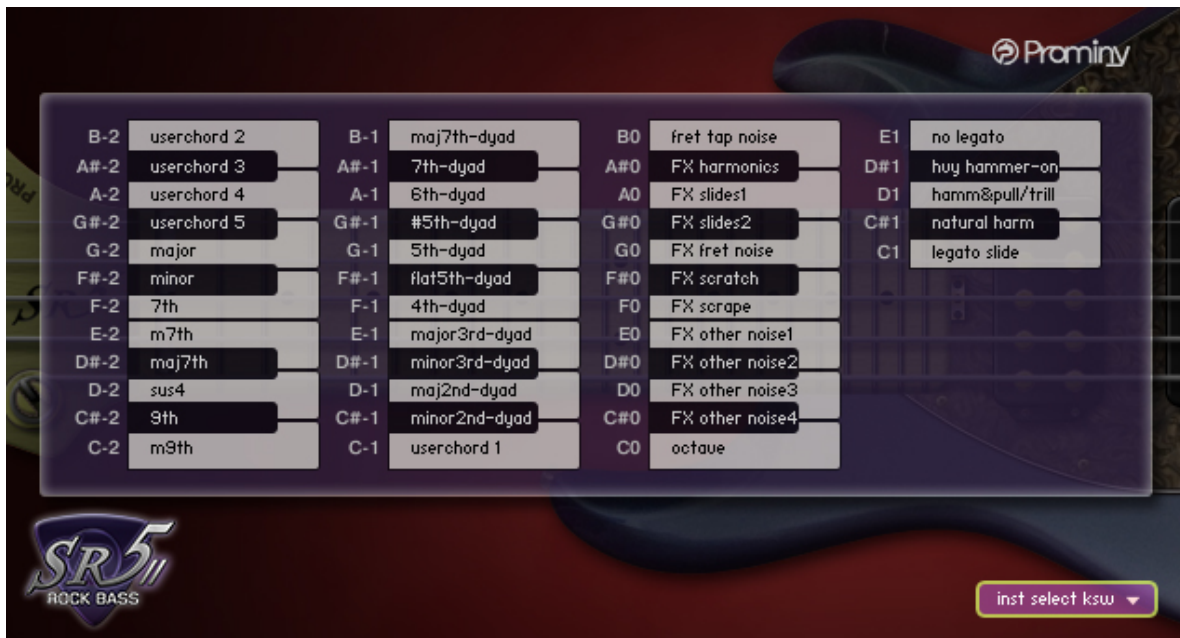 Prominy
B-2 userchord 2
A#-2 userchord 3
A-2 userchord 4
G#-2 userchord 5
G-2 major
F#-2 minor
F-2 7th
E-2 m7th
D#-2 maj7th
D-2 sus4
C#-2 9th
C-2 m9th
B-1 maj7th-dyad
A#-1 7th-dyad
A-1 6th-dyad
G#-1 #5th-dyad
G-1 5th-dyad
F#-1 flat5th-dyad
F-1 4th-dyad
E-1 major3rd-dyad
D#-1 minor3rd-dyad
D-1 maj2nd-dyad
C#-1 minor2nd-dyad
C-1 userchord 1
B0 fret tap noise
A#0 FX harmonics
A0 FX slides1
G#0 FX slides2
G0 FX fret noise
F#0 FX scratch
F0 FX scrape
E0 FX other noise1
D#0 FX other noise2
D0 FX other noise3
C#0 FX other noise4
C0 octave
E1 no legato
D#1 hvy hammer-on
D1 hamm&pull/trill
C#1 natural harm
C1 legato slide
SR5 II
ROCK BASS
inst select ksw